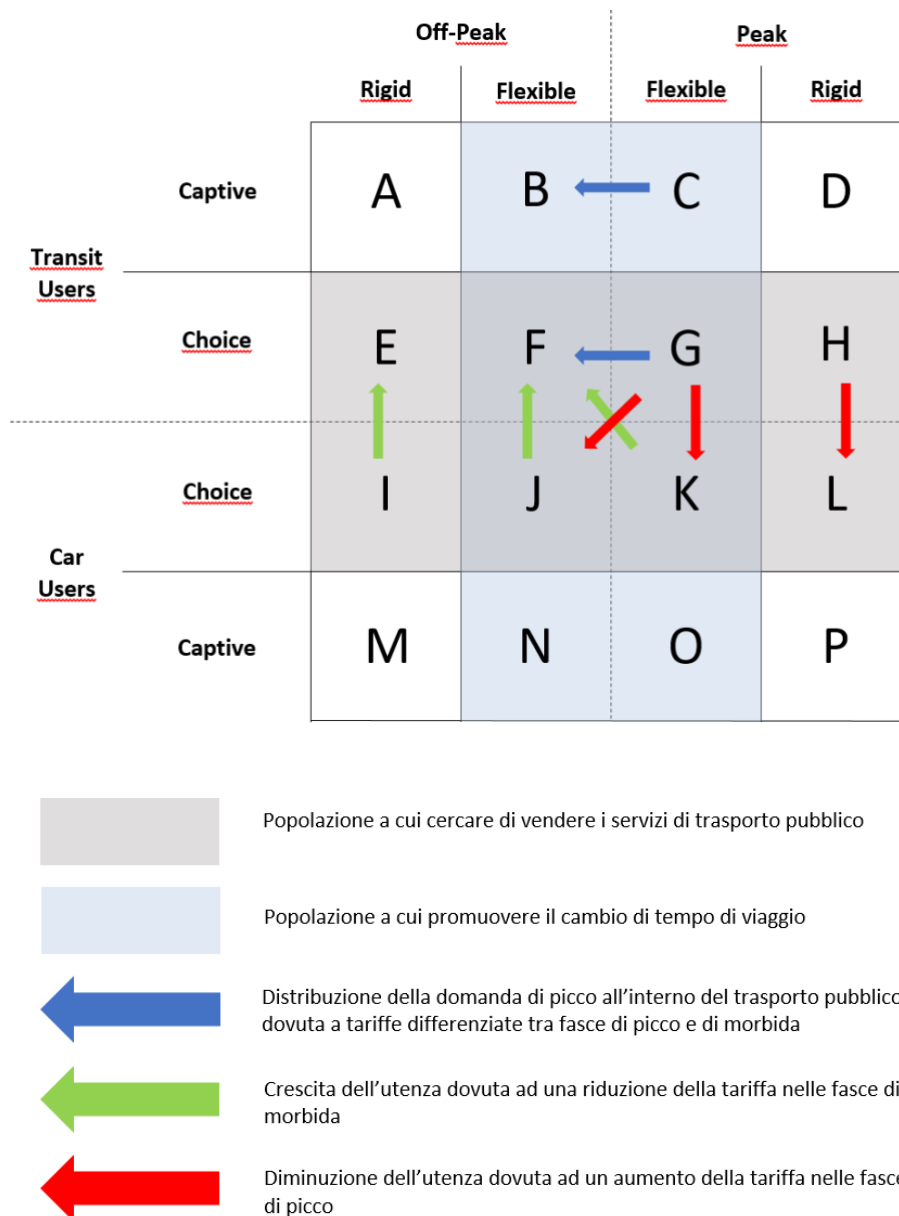 Off-Peak Peak
Rigid Flexible Flexible Rigid
Captive A B C D
Transit
Users
Choice E F G H
Choice I J K L
Car
Users
Captive M N O P
Popolazione a cui cercare di vendere i servizi di trasporto pubblico
Popolazione a cui promuovere il cambio di tempo di viaggio
Distribuzione della domanda di picco all’interno del trasporto pubblico
dovuta a tariffe differenziate tra fasce di picco e di morbida
Crescita dell’utenza dovuta ad una riduzione della tariffa nelle fasce di
morbida
Diminuzione dell’utenza dovuta ad un aumento della tariffa nelle fasce
di picco